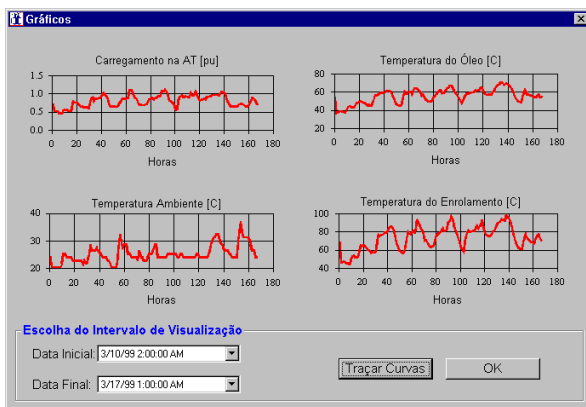 Gráficos
Carregamento na AT [pu]
1.5
1.0
0.5
0.0
0 20 40 60 80 100 120 140 160 180
Horas
Temperatura do Óleo [C]
80
60
40
20
0 20 40 60 80 100 120 140 160 180
Horas
Temperatura Ambiente [C]
40
30
20
0 20 40 60 80 100 120 140 160 180
Horas
Temperatura do Enrolamento [C]
100
80
60
40
0 20 40 60 80 100 120 140 160 180
Horas
Escolha do Intervalo de Visualização
Data Inicial: 3/10/99 2:00:00 AM
Data Final: 3/17/99 1:00:00 AM
Traçar Curvas
OK